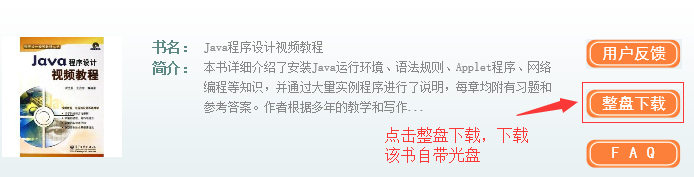 Java 程序设计
视频教程
书名： Java程序设计视频教程
简介： 本书详细介绍了安装Java运行环境、语法规则、Applet程序、网络
编程等知识，并通过大量实例程序进行了说明，每章均附有习题和
参考答案。作者根据多年的教学和写作...
用户反馈
整盘下载
点击整盘下载，下载
该书自带光盘
F A Q